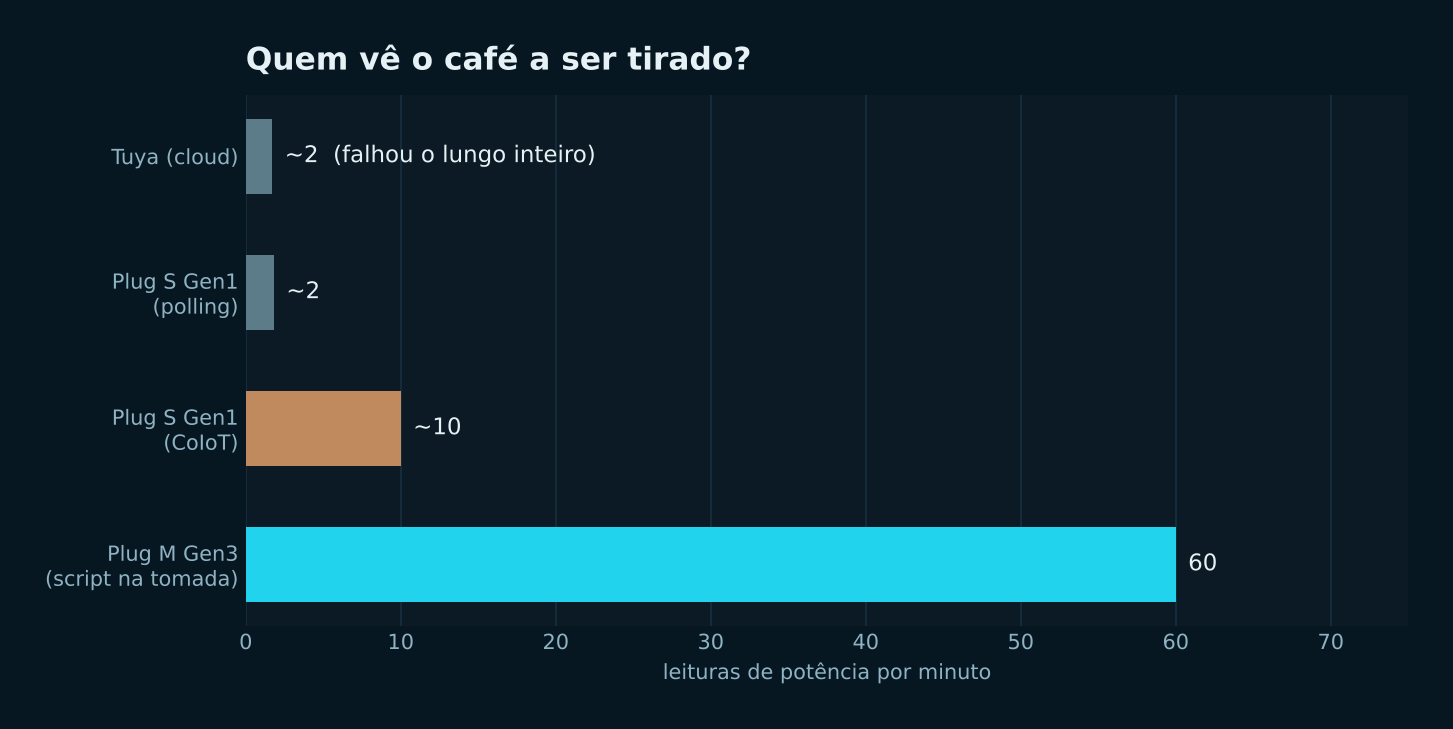 Quem vê o café a ser tirado?
Tuya (cloud)
~2  (falhou o lungo inteiro)
Plug S Gen1
(polling)
~2
Plug S Gen1
(CoIoT)
~10
Plug M Gen3
(script na tomada)
60
0 10 20 30 40 50 60 70
leituras de potência por minuto